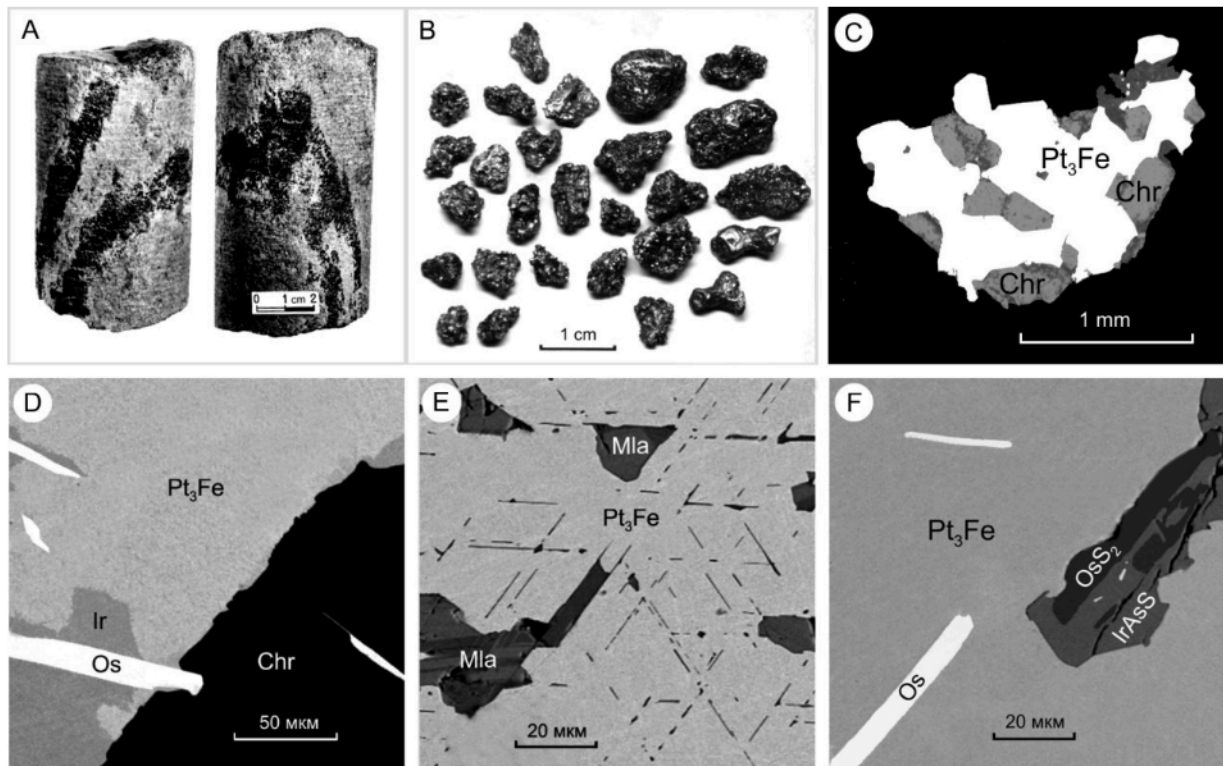 A
0 1 cm 2
B
1 cm
C
Pt₃Fe
Chr
Chr
1 mm
D
Pt₃Fe
Ir
Os
Chr
50 мкм
E
Mla
Pt₃Fe
Mla
20 мкм
F
Pt₃Fe
OsS₂
IrAsS
Os
20 мкм